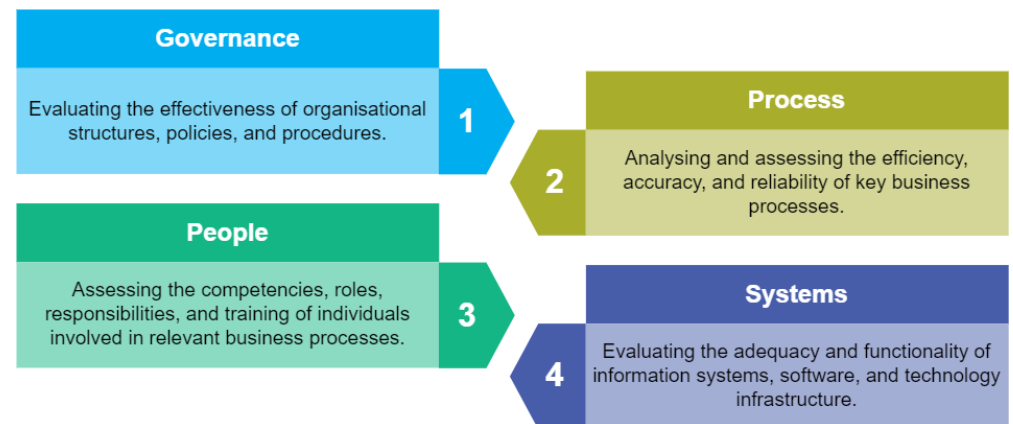 Governance
Evaluating the effectiveness of organisational
structures, policies, and procedures.
1
Process
Analysing and assessing the efficiency,
accuracy, and reliability of key business
processes.
2
People
Assessing the competencies, roles,
responsibilities, and training of individuals
involved in relevant business processes.
3
Systems
Evaluating the adequacy and functionality of
information systems, software, and technology
infrastructure.
4